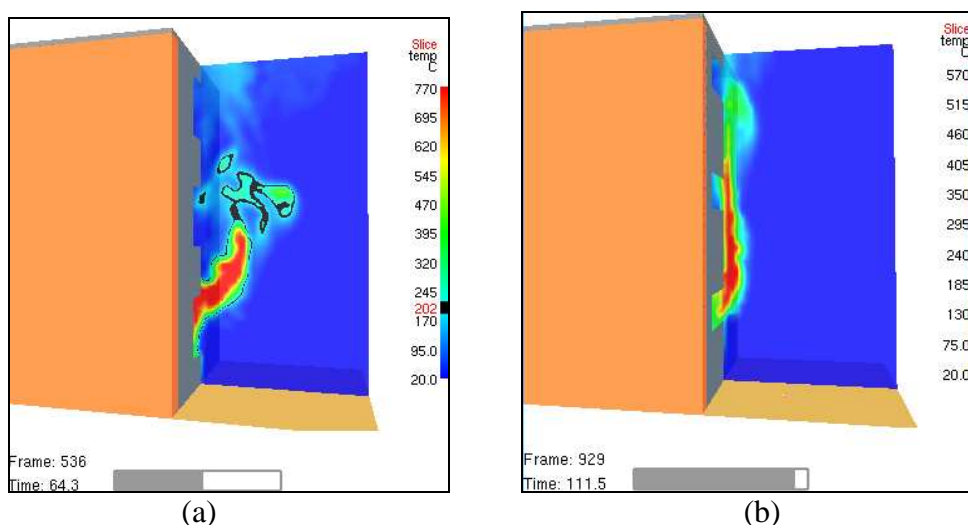 Slice
temp
C
770
695
620
545
470
395
320
245
202
170
95.0
20.0
Frame: 536
Time: 64.3
(a)
Slice
temp
C
570
515
460
405
350
295
240
185
130
75.0
20.0
Frame: 929
Time: 111.5
(b)